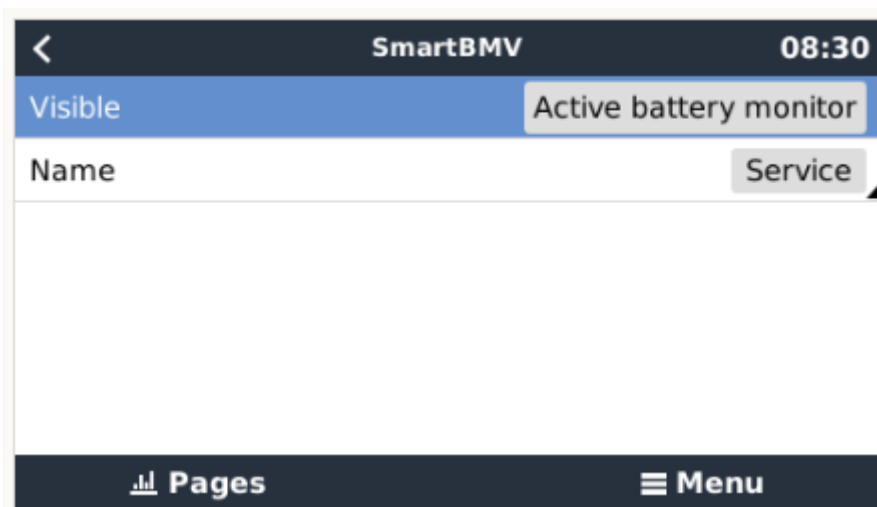 SmartBMV 08:30
Visible Active battery monitor
Name Service
Pages Menu